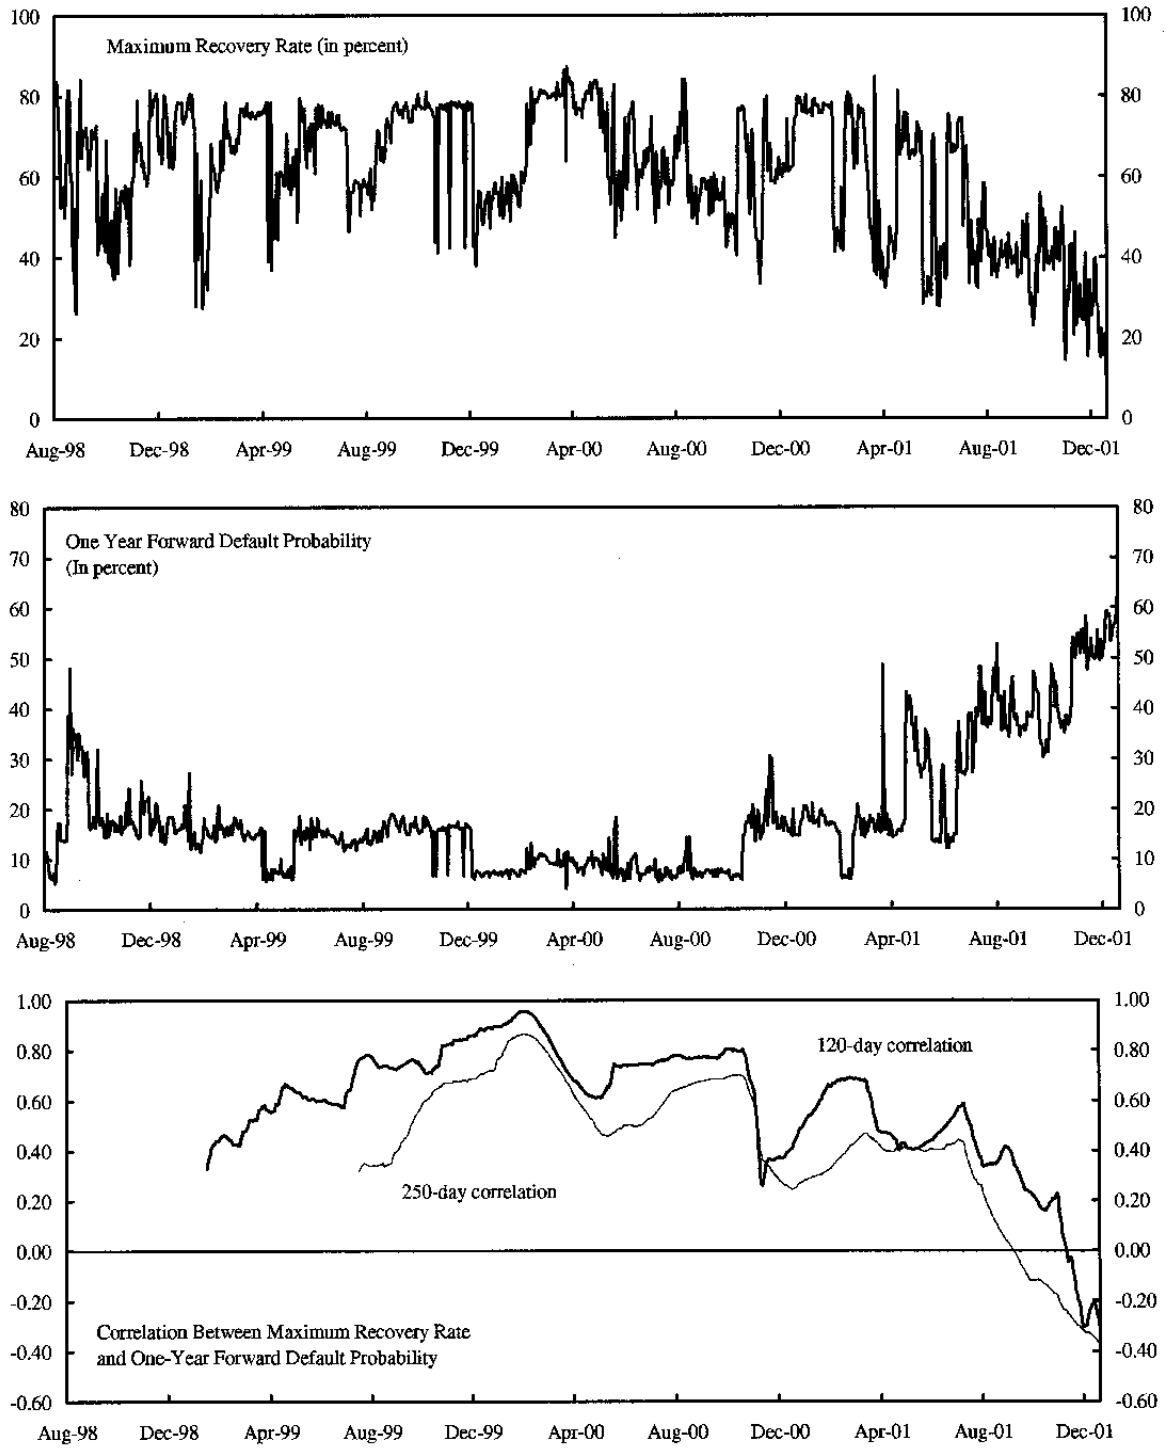 100 100
Maximum Recovery Rate (in percent)
80 80
60 60
40 40
20 20
0 0
Aug-98 Dec-98 Apr-99 Aug-99 Dec-99 Apr-00 Aug-00 Dec-00 Apr-01 Aug-01 Dec-01
80 80
One Year Forward Default Probability
(In percent)
70 70
60 60
50 50
40 40
30 30
20 20
10 10
0 0
Aug-98 Dec-98 Apr-99 Aug-99 Dec-99 Apr-00 Aug-00 Dec-00 Apr-01 Aug-01 Dec-01
1.00 1.00
0.80 120-day correlation 0.80
0.60 0.60
0.40 0.40
250-day correlation
0.20 0.20
0.00 0.00
-0.20 -0.20
Correlation Between Maximum Recovery Rate
and One-Year Forward Default Probability
-0.40 -0.40
-0.60 -0.60
Aug-98 Dec-98 Apr-99 Aug-99 Dec-99 Apr-00 Aug-00 Dec-00 Apr-01 Aug-01 Dec-01